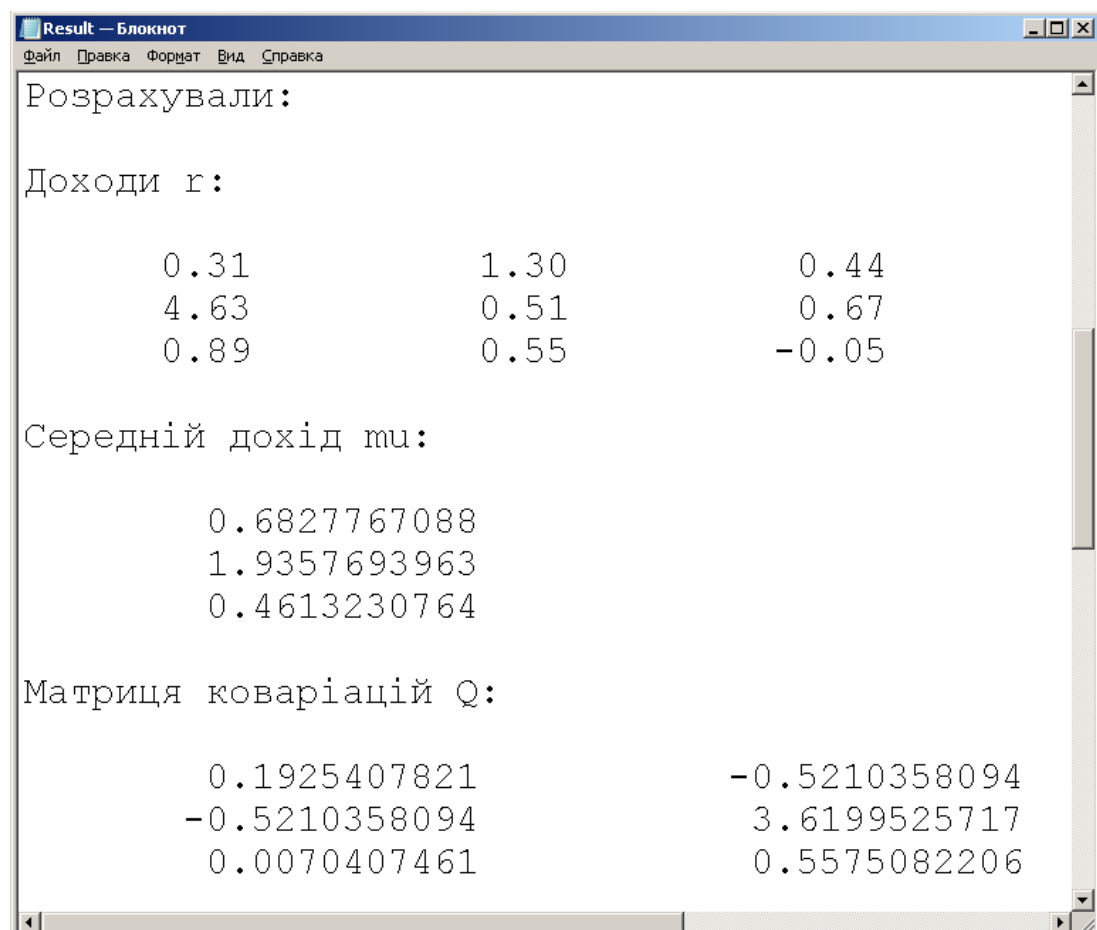 Result — Блокнот
Файл Правка Формат Вид Справка
Розрахували:
Доходи r:
0.31 1.30 0.44
4.63 0.51 0.67
0.89 0.55 -0.05
Середній дохід mu:
0.6827767088
1.9357693963
0.4613230764
Матриця коваріацій Q:
0.1925407821 -0.5210358094
-0.5210358094 3.6199525717
0.0070407461 0.5575082206